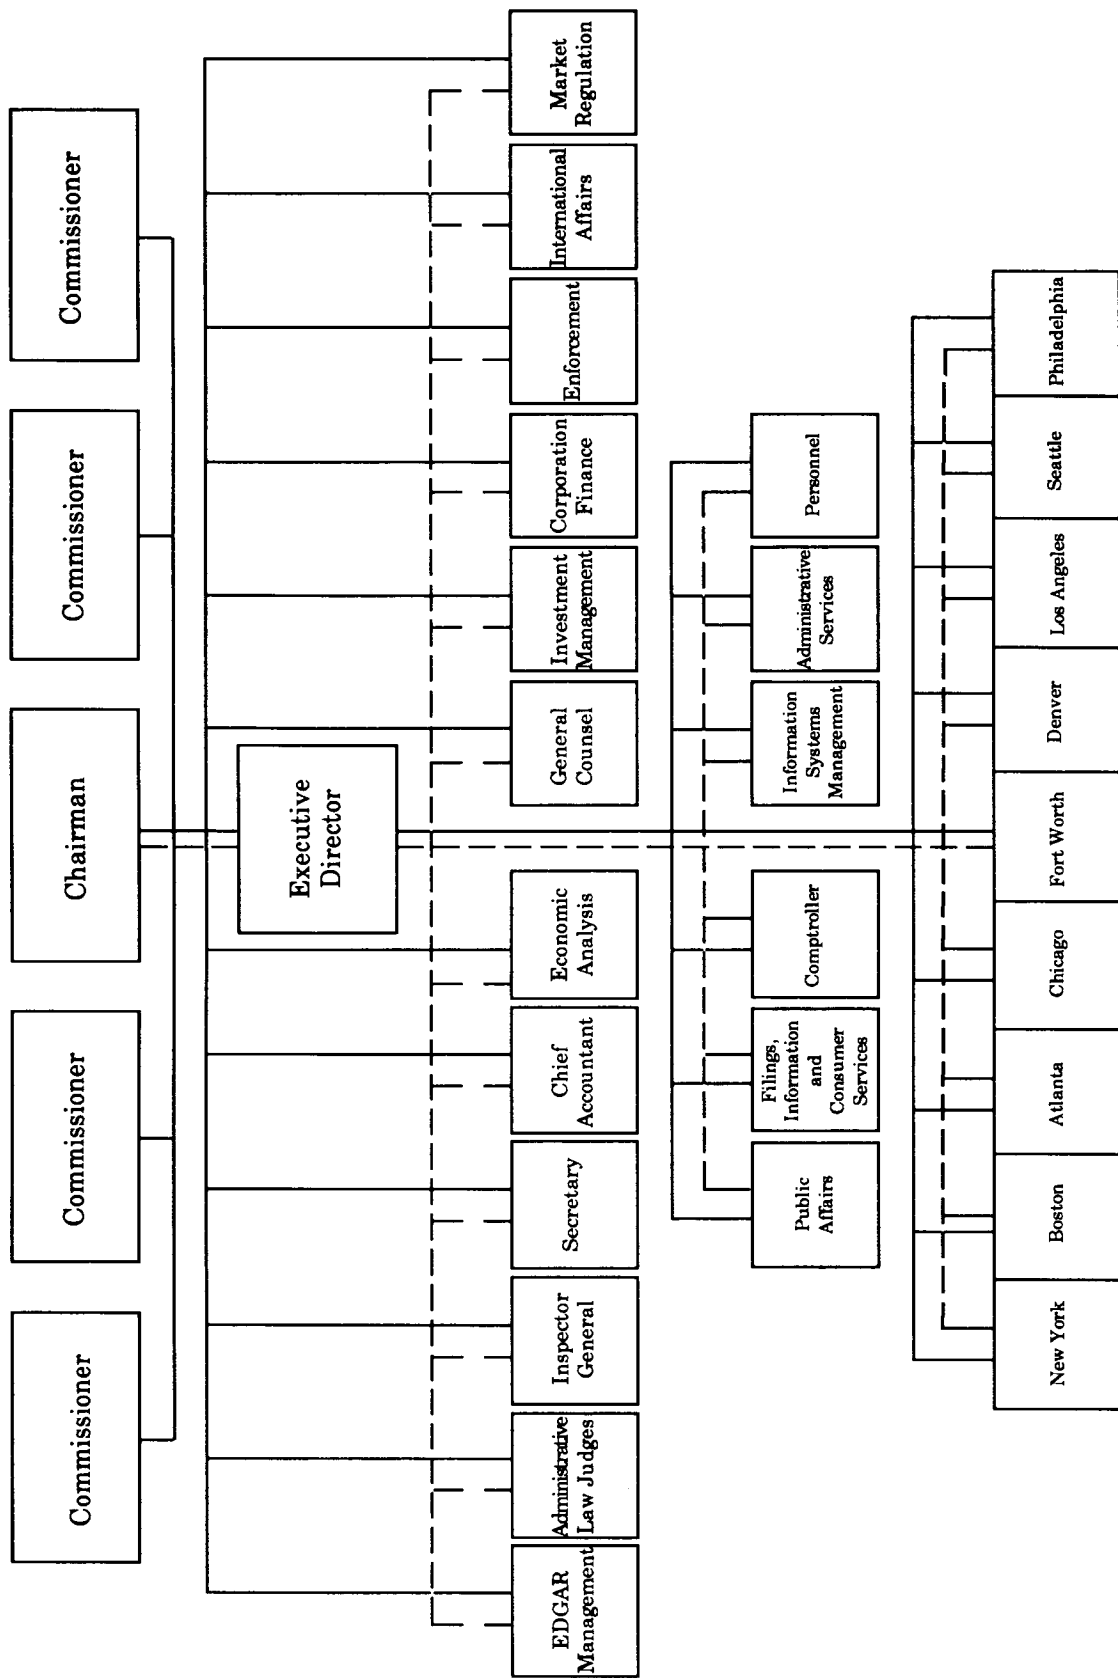 Commissioner
Commissioner
Chairman
Commissioner
Commissioner
Executive
Director
EDGAR
Management
Administrative
Law Judges
Inspector
General
Secretary
Chief
Accountant
Economic
Analysis
General
Counsel
Investment
Management
Corporation
Finance
Enforcement
International
Affairs
Market
Regulation
Public
Affairs
Filings,
Information
and
Consumer
Services
Comptroller
Information
Systems
Management
Administrative
Services
Personnel
New York
Boston
Atlanta
Chicago
Fort Worth
Denver
Los Angeles
Seattle
Philadelphia